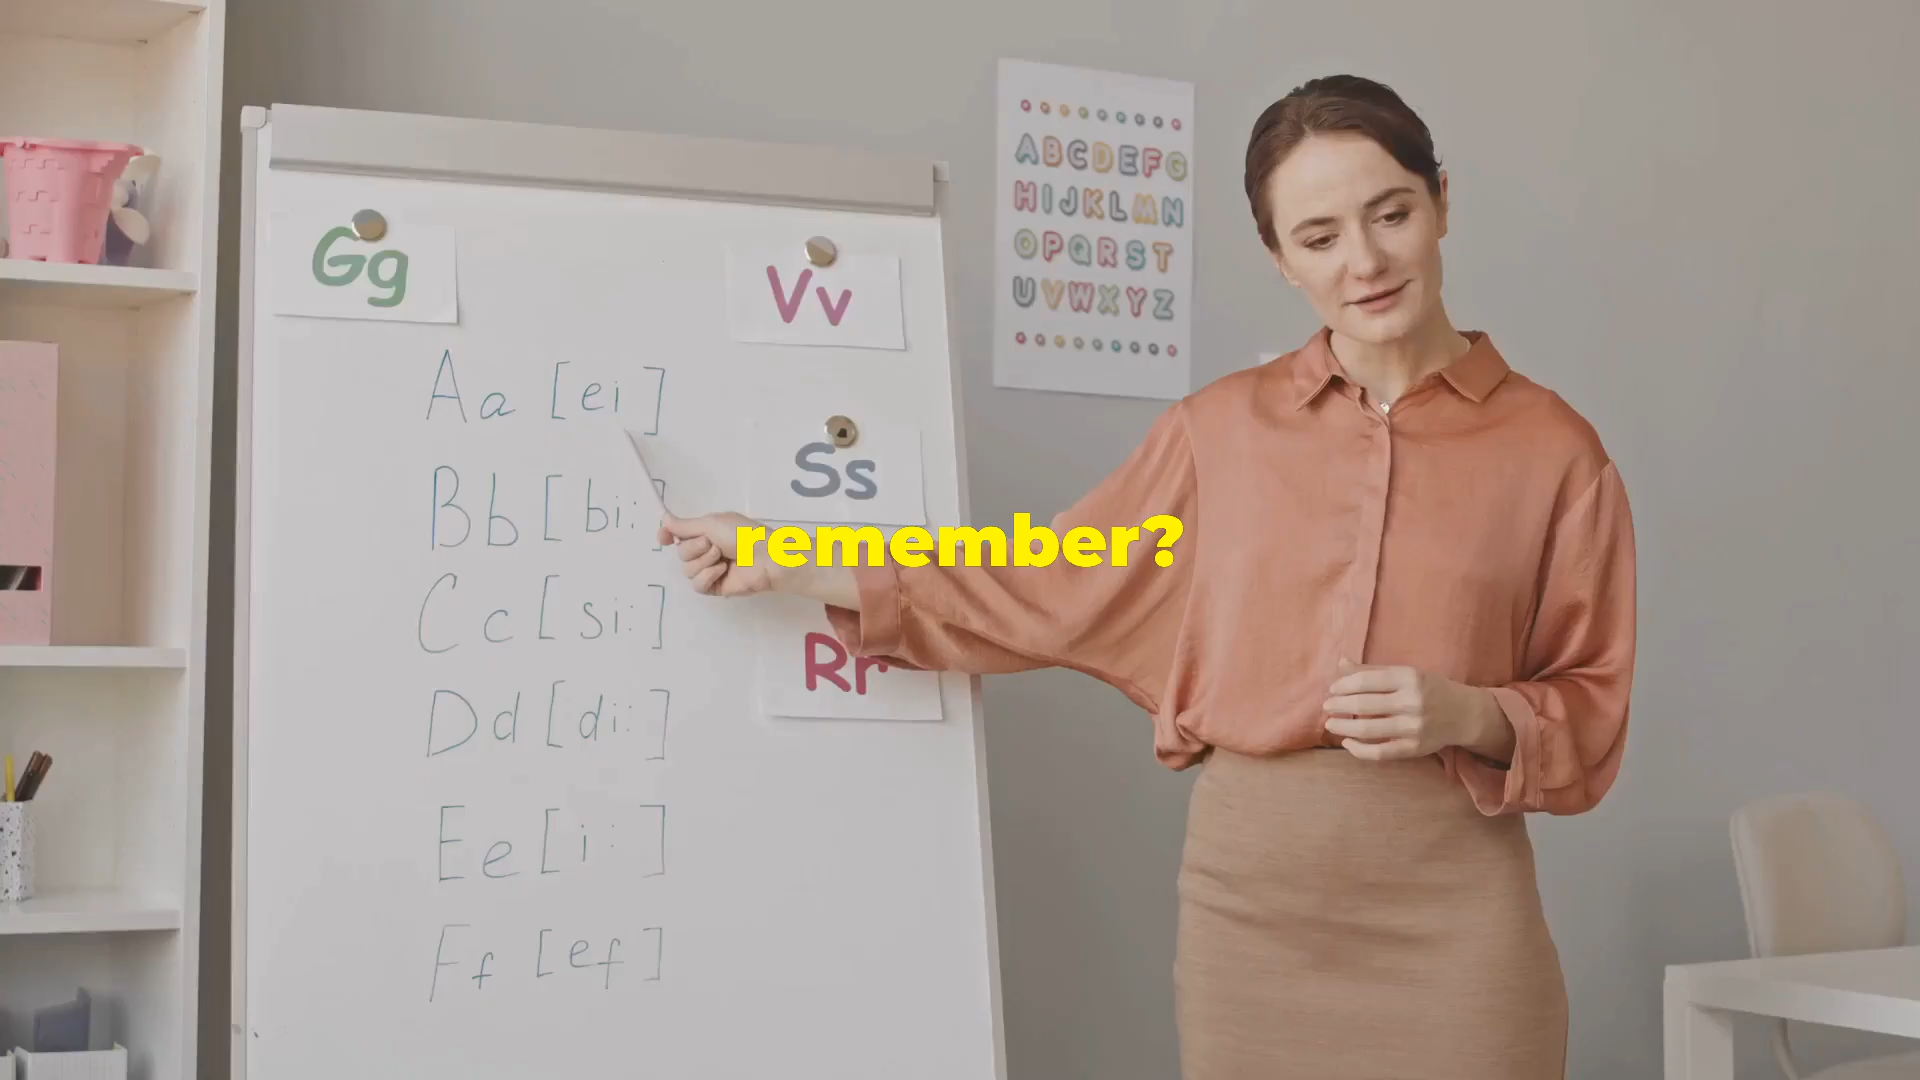 Gg
Vv
Aa [ei]
Bb [bi:]
Cc [si:]
Dd [di:]
Ee [i:]
Ff [ef]
Ss
Rr
ABCDEFG
HIJKLMN
OPQRST
UVWXYZ
remember?